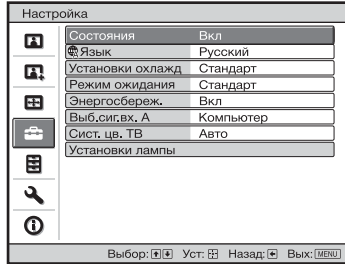 Настройка
Состояния Вкл
Язык Русский
Установки охлажд Стандарт
Режим ожидания Стандарт
Энергосбереж. Вкл
Выб.сиг.вх. А Компьютер
Сист. цв. ТВ Авто
Установки лампы
Выбор: Уст: Назад: Вых: MENU